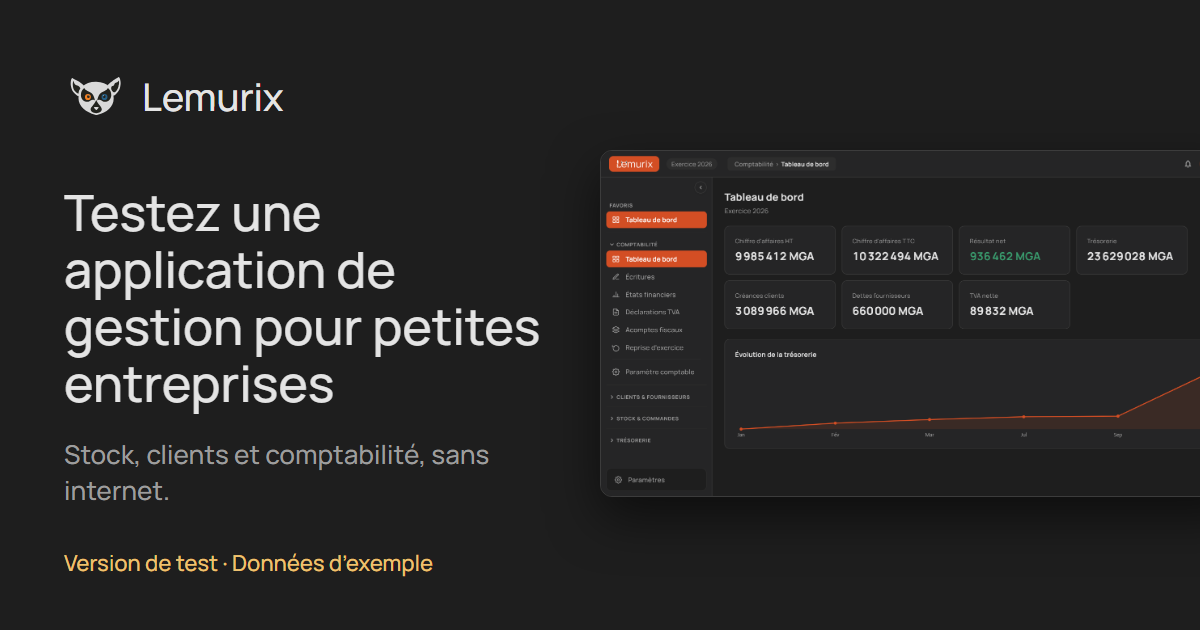 Lemurix
Testez une
application de
gestion pour petites
entreprises
Stock, clients et comptabilité, sans
internet.
Version de test · Données d'exemple
Lemurix
Exercice 2026
Comptabilité › Tableau de bord
FAVORIS
Tableau de bord
COMPTABILITÉ
Tableau de bord
Écritures
États financiers
Déclarations TVA
Acomptes fiscaux
Reprise d'exercice
Paramètre comptable
CLIENTS & FOURNISSEURS
STOCK & COMMANDES
TRÉSORERIE
Paramètres
Tableau de bord
Exercice 2026
Chiffre d'affaires HT
9 985 412 MGA
Chiffre d'affaires TTC
10 322 494 MGA
Résultat net
936 462 MGA
Trésorerie
23 629 028 MGA
Créances clients
3 089 966 MGA
Dettes fournisseurs
660 000 MGA
TVA nette
89 832 MGA
Évolution de la trésorerie
Jan
Fév
Mar
Jul
Sep